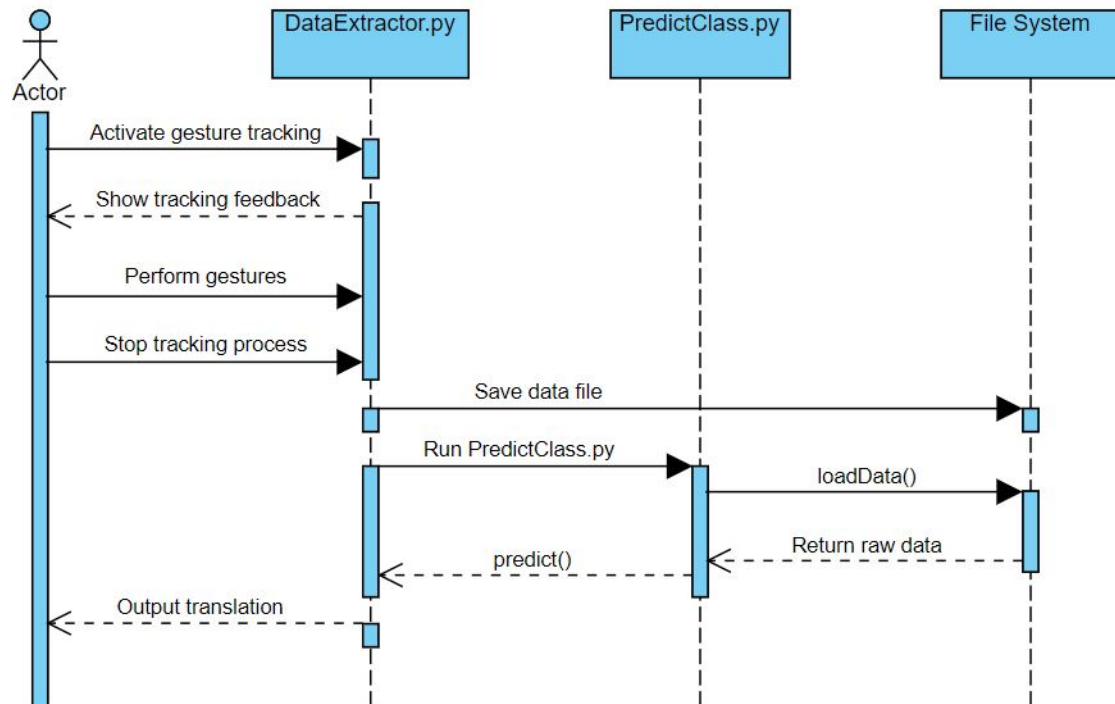 DataExtractor.py
PredictClass.py
File System
Actor
Activate gesture tracking
Show tracking feedback
Perform gestures
Stop tracking process
Save data file
Run PredictClass.py
loadData()
Return raw data
predict()
Output translation